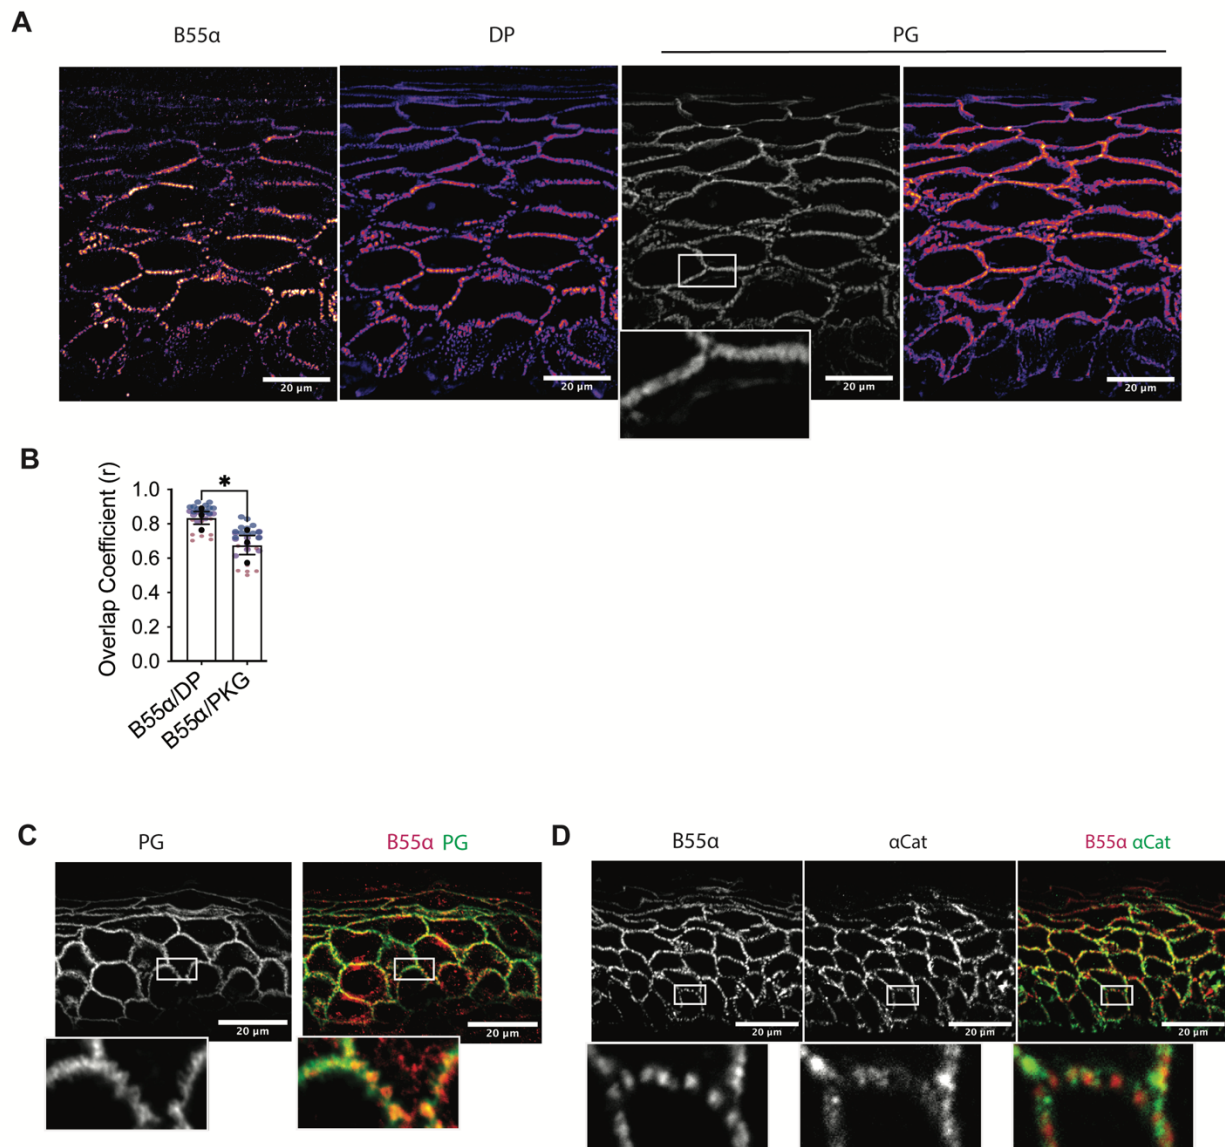 A
B55α
DP
PG
20 µm
20 µm
20 µm
20 µm
B
Overlap Coefficient (r)
*
1.0
0.8
0.6
0.4
0.2
0.0
B55α/DP
B55α/PKG
C
PG
B55α PG
20 µm
20 µm
D
B55α
αCat
B55α αCat
20 µm
20 µm
20 µm